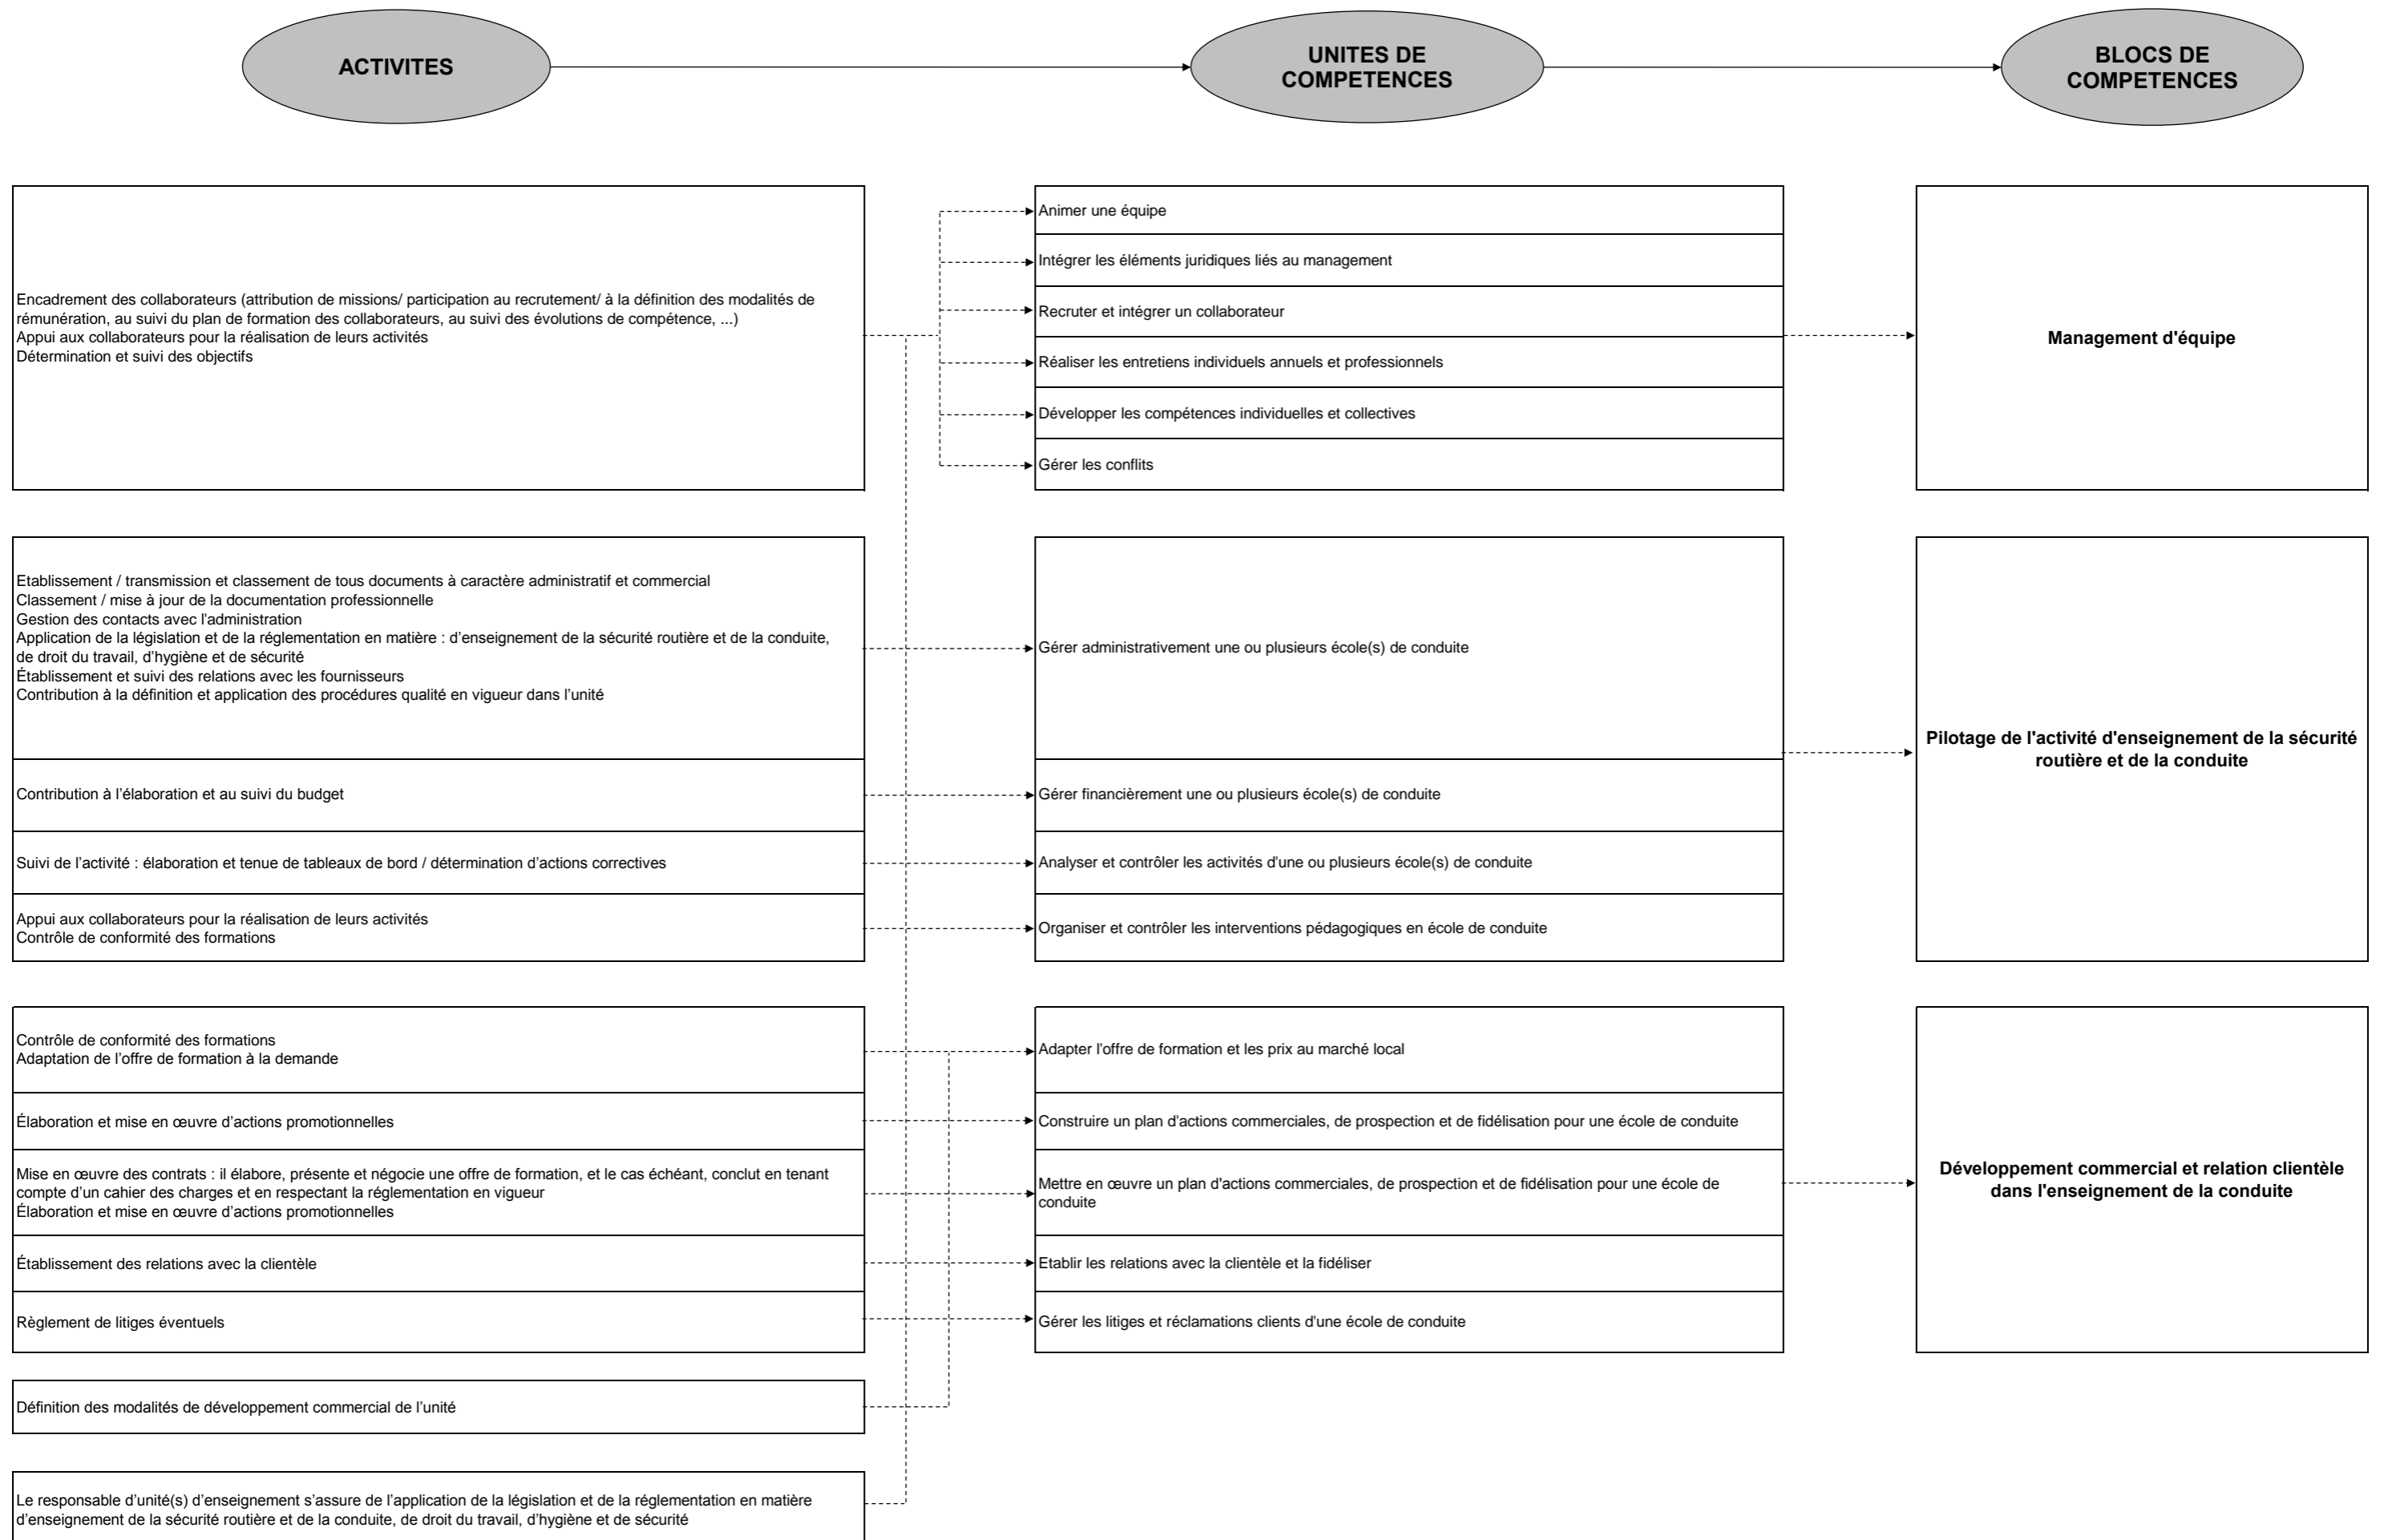 ACTIVITES
UNITES DE
COMPETENCES
BLOCS DE
COMPETENCES
Encadrement des collaborateurs (attribution de missions/ participation au recrutement/ à la définition des modalités de
rémunération, au suivi du plan de formation des collaborateurs, au suivi des évolutions de compétence, ...)
Appui aux collaborateurs pour la réalisation de leurs activités
Détermination et suivi des objectifs
Animer une équipe
Intégrer les éléments juridiques liés au management
Recruter et intégrer un collaborateur
Réaliser les entretiens individuels annuels et professionnels
Développer les compétences individuelles et collectives
Gérer les conflits
Management d'équipe
Etablissement / transmission et classement de tous documents à caractère administratif et commercial
Classement / mise à jour de la documentation professionnelle
Gestion des contacts avec l'administration
Application de la législation et de la réglementation en matière : d’enseignement de la sécurité routière et de la conduite,
de droit du travail, d’hygiène et de sécurité
Établissement et suivi des relations avec les fournisseurs
Contribution à la définition et application des procédures qualité en vigueur dans l’unité
Gérer administrativement une ou plusieurs école(s) de conduite
Contribution à l’élaboration et au suivi du budget
Gérer financièrement une ou plusieurs école(s) de conduite
Suivi de l’activité : élaboration et tenue de tableaux de bord / détermination d’actions correctives
Analyser et contrôler les activités d'une ou plusieurs école(s) de conduite
Appui aux collaborateurs pour la réalisation de leurs activités
Contrôle de conformité des formations
Organiser et contrôler les interventions pédagogiques en école de conduite
Pilotage de l'activité d'enseignement de la sécurité
routière et de la conduite
Contrôle de conformité des formations
Adaptation de l’offre de formation à la demande
Adapter l’offre de formation et les prix au marché local
Élaboration et mise en œuvre d’actions promotionnelles
Construire un plan d'actions commerciales, de prospection et de fidélisation pour une école de conduite
Mise en œuvre des contrats : il élabore, présente et négocie une offre de formation, et le cas échéant, conclut en tenant
compte d’un cahier des charges et en respectant la réglementation en vigueur
Élaboration et mise en œuvre d’actions promotionnelles
Mettre en œuvre un plan d'actions commerciales, de prospection et de fidélisation pour une école de
conduite
Établissement des relations avec la clientèle
Etablir les relations avec la clientèle et la fidéliser
Règlement de litiges éventuels
Gérer les litiges et réclamations clients d'une école de conduite
Développement commercial et relation clientèle
dans l'enseignement de la conduite
Définition des modalités de développement commercial de l’unité
Le responsable d’unité(s) d’enseignement s’assure de l’application de la législation et de la réglementation en matière
d’enseignement de la sécurité routière et de la conduite, de droit du travail, d’hygiène et de sécurité